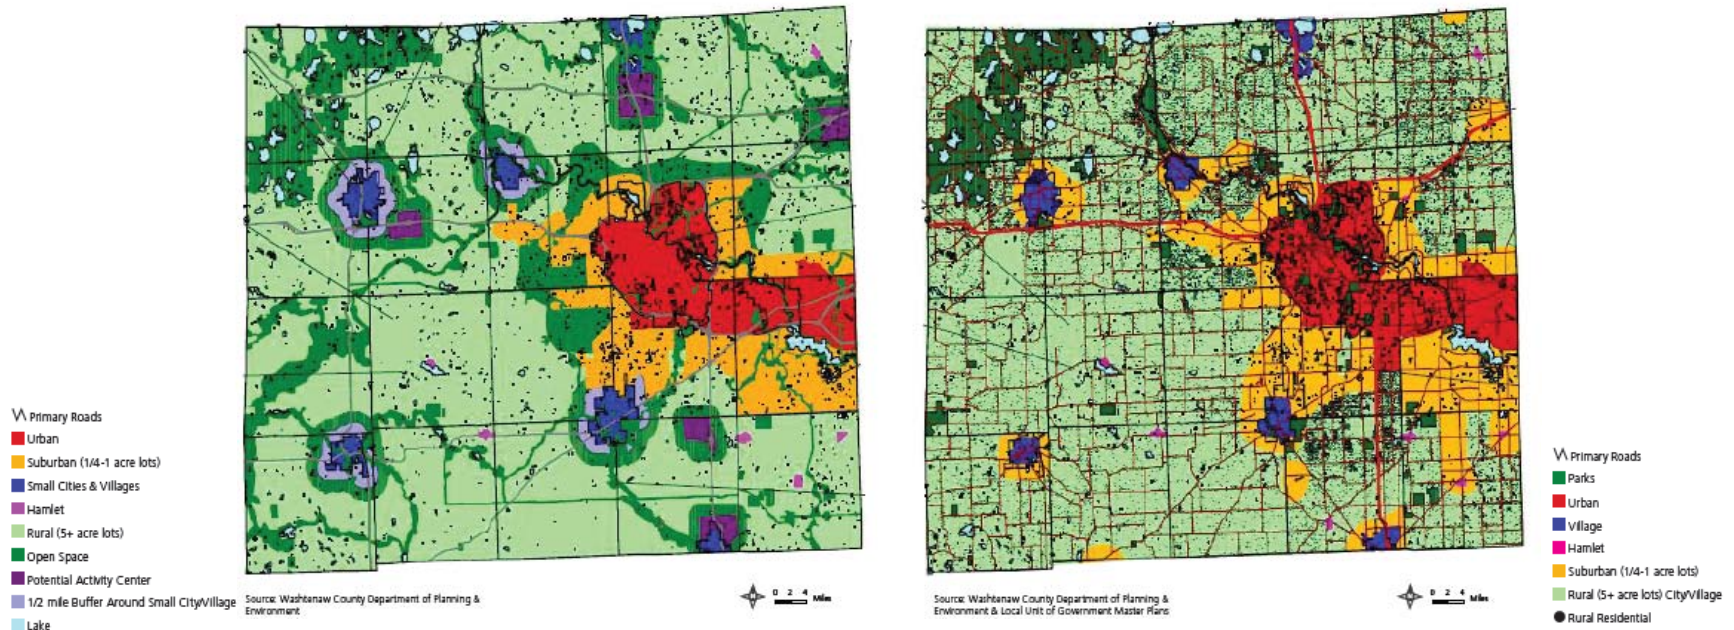 Primary Roads
Urban
Suburban (1/4-1 acre lots)
Small Cities & Villages
Hamlet
Rural (5+ acre lots)
Open Space
Potential Activity Center
1/2 mile Buffer Around Small City/Village
Lake
Source: Washtenaw County Department of Planning &
Environment
0 2 4 Miles
Source: Washtenaw County Department of Planning &
Environment & Local Unit of Government Master Plans
0 2 4 Miles
Primary Roads
Parks
Urban
Village
Hamlet
Suburban (1/4-1 acre lots)
Rural (5+ acre lots) City/Village
Rural Residential